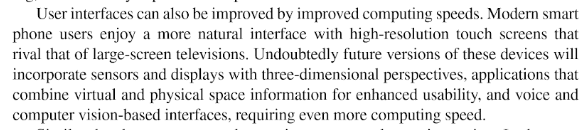 User interfaces can also be improved by improved computing speeds. Modern smart
phone users enjoy a more natural interface with high-resolution touch screens that
rival that of large-screen televisions. Undoubtedly future versions of these devices will
incorporate sensors and displays with three-dimensional perspectives, applications that
combine virtual and physical space information for enhanced usability, and voice and
computer vision-based interfaces, requiring even more computing speed.